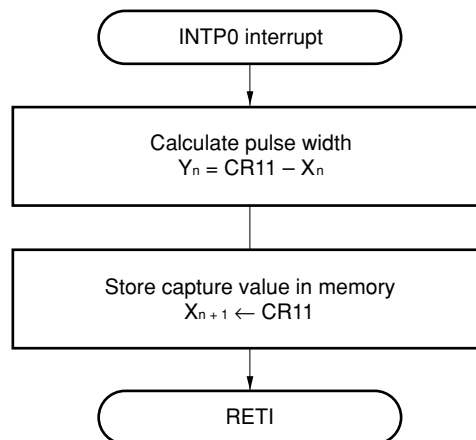 INTP0 interrupt
Calculate pulse width
Yn = CR11 – Xn
Store capture value in memory
Xn + 1 ← CR11
RETI